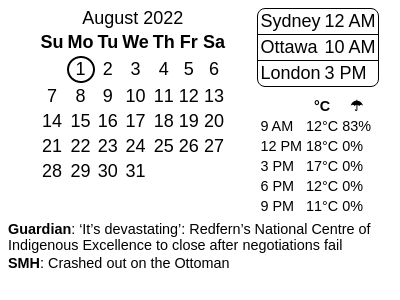 August 2022
Su Mo Tu We Th Fr Sa
1 2 3 4 5 6
7 8 9 10 11 12 13
14 15 16 17 18 19 20
21 22 23 24 25 26 27
28 29 30 31
Sydney 12 AM
Ottawa 10 AM
London 3 PM
°C ☂
9 AM 12°C 83%
12 PM 18°C 0%
3 PM 17°C 0%
6 PM 12°C 0%
9 PM 11°C 0%
Guardian: ‘It’s devastating’: Redfern’s National Centre of
Indigenous Excellence to close after negotiations fail
SMH: Crashed out on the Ottoman